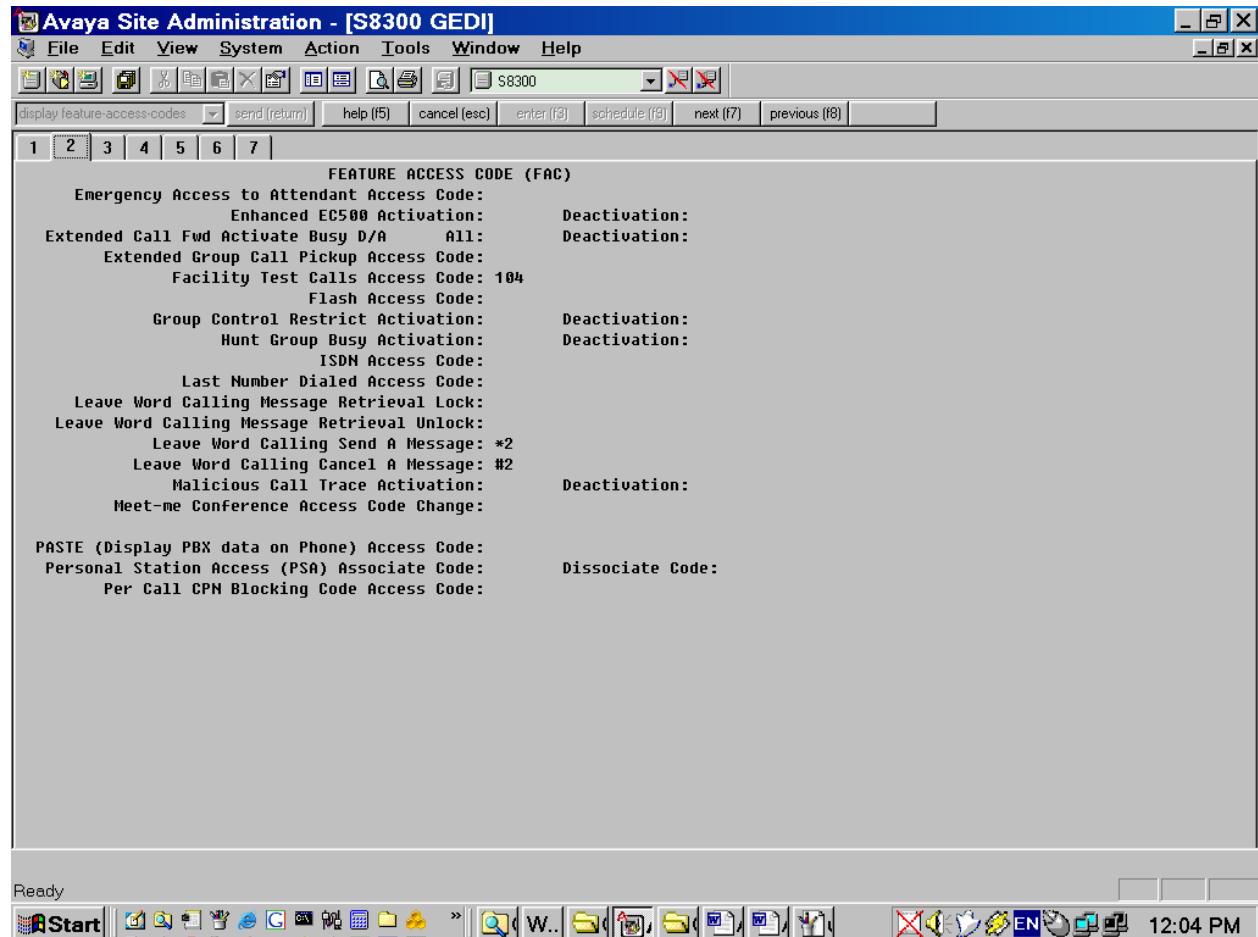 Avaya Site Administration - [S8300 GEDI]
File Edit View System Action Tools Window Help
S8300
display feature-access-codes send (return) help (f5) cancel (esc) enter (f3) schedule (f9) next (f7) previous (f8)
1 2 3 4 5 6 7
FEATURE ACCESS CODE (FAC)
Emergency Access to Attendant Access Code:
Enhanced EC500 Activation: Deactivation:
Extended Call Fwd Activate Busy D/A All: Deactivation:
Extended Group Call Pickup Access Code:
Facility Test Calls Access Code: 104
Flash Access Code:
Group Control Restrict Activation: Deactivation:
Hunt Group Busy Activation: Deactivation:
ISDN Access Code:
Last Number Dialed Access Code:
Leave Word Calling Message Retrieval Lock:
Leave Word Calling Message Retrieval Unlock:
Leave Word Calling Send A Message: *2
Leave Word Calling Cancel A Message: #2
Malicious Call Trace Activation: Deactivation:
Meet-me Conference Access Code Change:
PASTE (Display PBX data on Phone) Access Code:
Personal Station Access (PSA) Associate Code: Dissociate Code:
Per Call CPN Blocking Code Access Code:
Ready
Start » W.. EN 12:04 PM